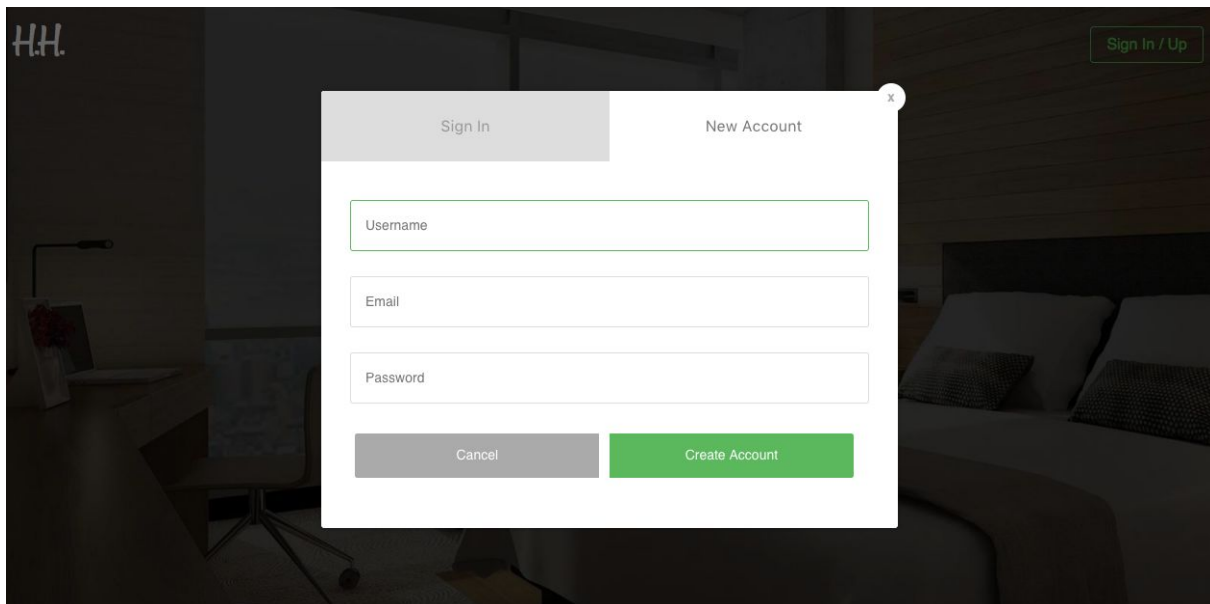 H.H.
Sign In / Up
x
Sign In
New Account
Username
Email
Password
Cancel
Create Account